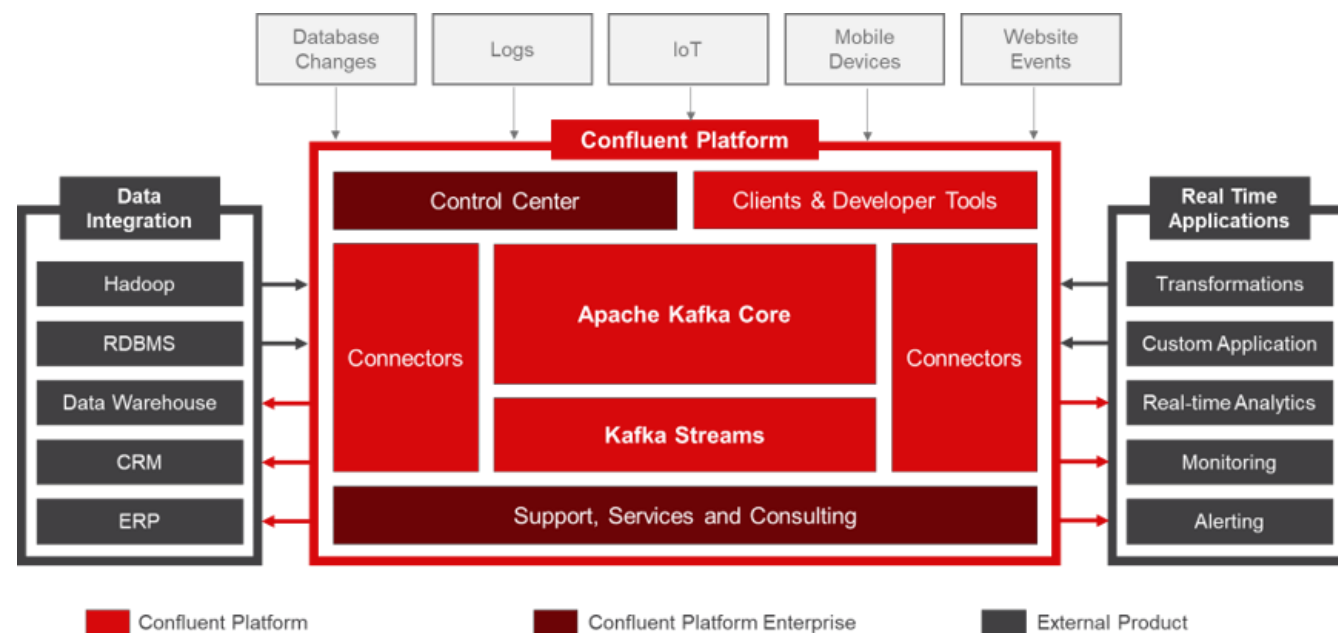 Database
Changes
Logs
IoT
Mobile
Devices
Website
Events
Confluent Platform
Data
Integration
Hadoop
RDBMS
Data Warehouse
CRM
ERP
Control Center
Clients & Developer Tools
Connectors
Apache Kafka Core
Kafka Streams
Connectors
Support, Services and Consulting
Real Time
Applications
Transformations
Custom Application
Real-time Analytics
Monitoring
Alerting
Confluent Platform
Confluent Platform Enterprise
External Product